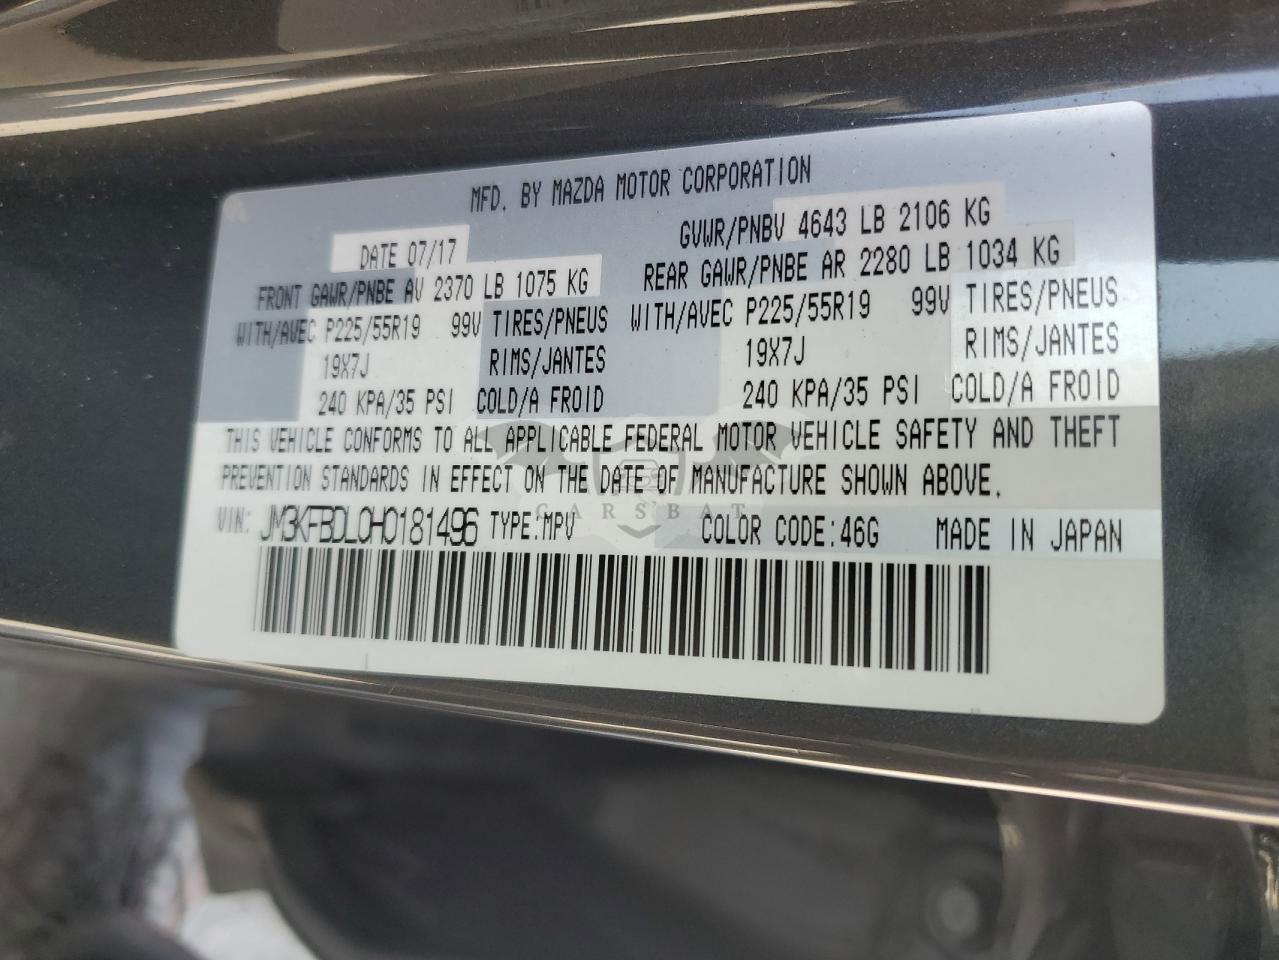 MFD. BY MAZDA MOTOR CORPORATION
DATE 07/17 GVWR/PNBV 4643 LB 2106 KG
FRONT GAWR/PNBE AV 2370 LB 1075 KG REAR GAWR/PNBE AR 2280 LB 1034 KG
WITH/AVEC P225/55R19 99V TIRES/PNEUS WITH/AVEC P225/55R19 99V TIRES/PNEUS
19X7J RIMS/JANTES 19X7J RIMS/JANTES
240 KPA/35 PSI COLD/A FROID 240 KPA/35 PSI COLD/A FROID
THIS VEHICLE CONFORMS TO ALL APPLICABLE FEDERAL MOTOR VEHICLE SAFETY AND THEFT
PREVENTION STANDARDS IN EFFECT ON THE DATE OF MANUFACTURE SHOWN ABOVE.
CARSBAT
VIN: JM3KFBDL0H0181496 TYPE:MPV COLOR CODE:46G MADE IN JAPAN